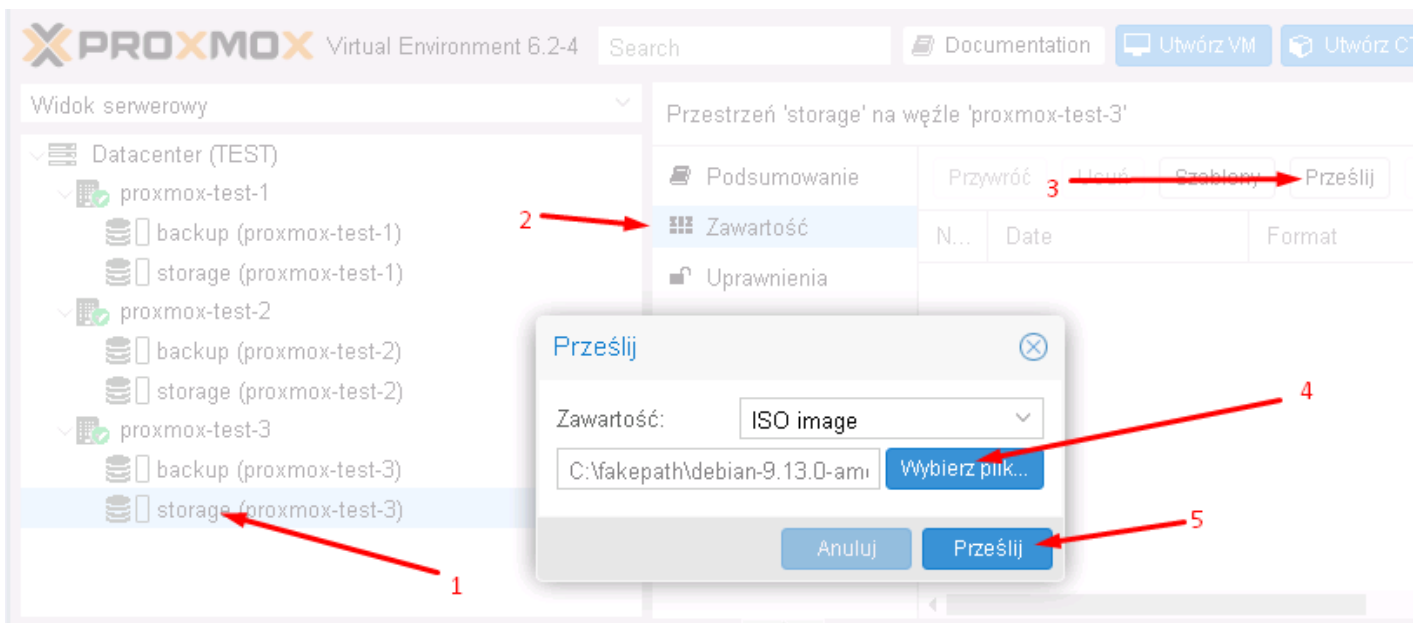 PROXMOX Virtual Environment 6.2-4 Search Documentation Utwórz VM Utwórz CT
Widok serwerowy
Przestrzeń 'storage' na węźle 'proxmox-test-3'
Datacenter (TEST)
proxmox-test-1
backup (proxmox-test-1)
storage (proxmox-test-1)
proxmox-test-2
backup (proxmox-test-2)
storage (proxmox-test-2)
proxmox-test-3
backup (proxmox-test-3)
storage (proxmox-test-3)
1
2
Podsumowanie
Zawartość
Uprawnienia
Przywróć 3 Usuń Szablony Prześlij
N... Date Format
Prześlij
Zawartość: ISO image
C:\fakepath\debian-9.13.0-am Wybierz plik...
4
Anuluj Prześlij
5